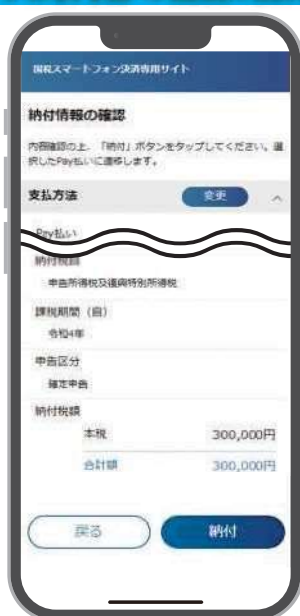 国税スマートフォン決済専用サイト
納付情報の確認
内容確認の上、「納付」ボタンをタップしてください。選
択したPay払いに遷移します。
支払方法
変更
Pay払い
納付税目
申告所得税及復興特別所得税
課税期間（自）
令和4年
申告区分
確定申告
納付税額
本税 300,000円
合計額 300,000円
戻る
納付